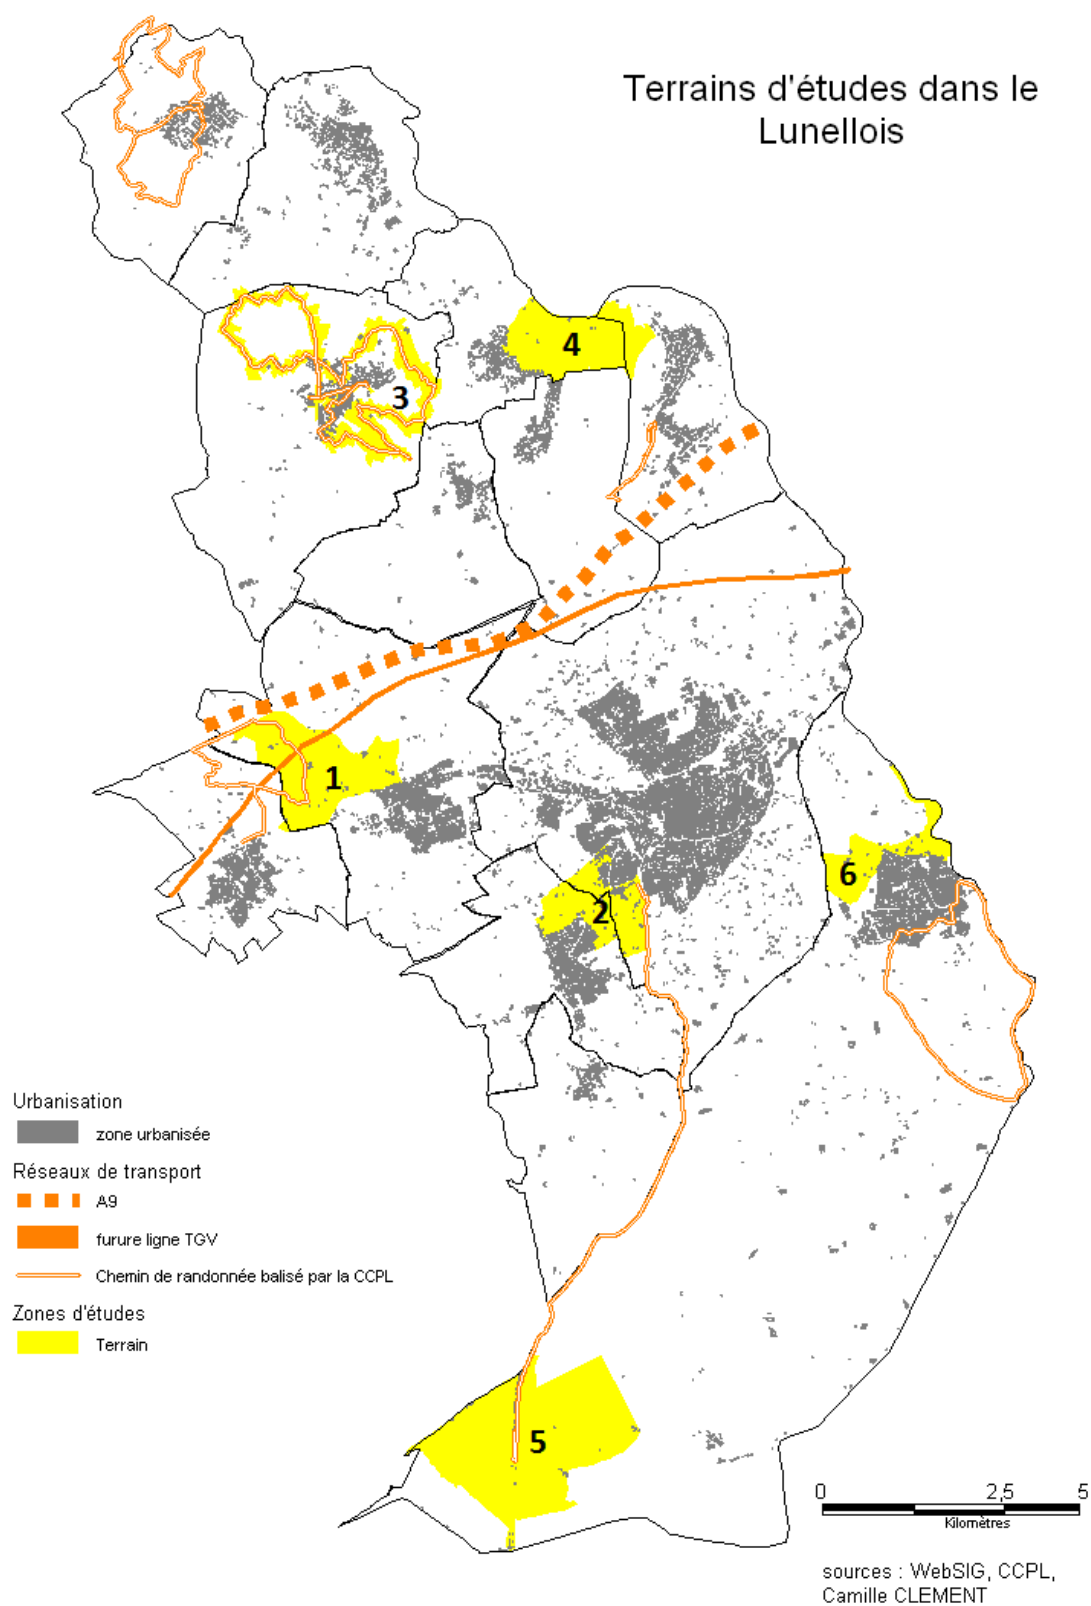 Terrains d'études dans le
Lunellois
4
3
1
6
2
5
Urbanisation
zone urbanisée
Réseaux de transport
A9
furure ligne TGV
Chemin de randonnée balisé par la CCPL
Zones d'études
Terrain
0 2,5 5
Kilomètres
sources : WebSIG, CCPL,
Camille CLEMENT